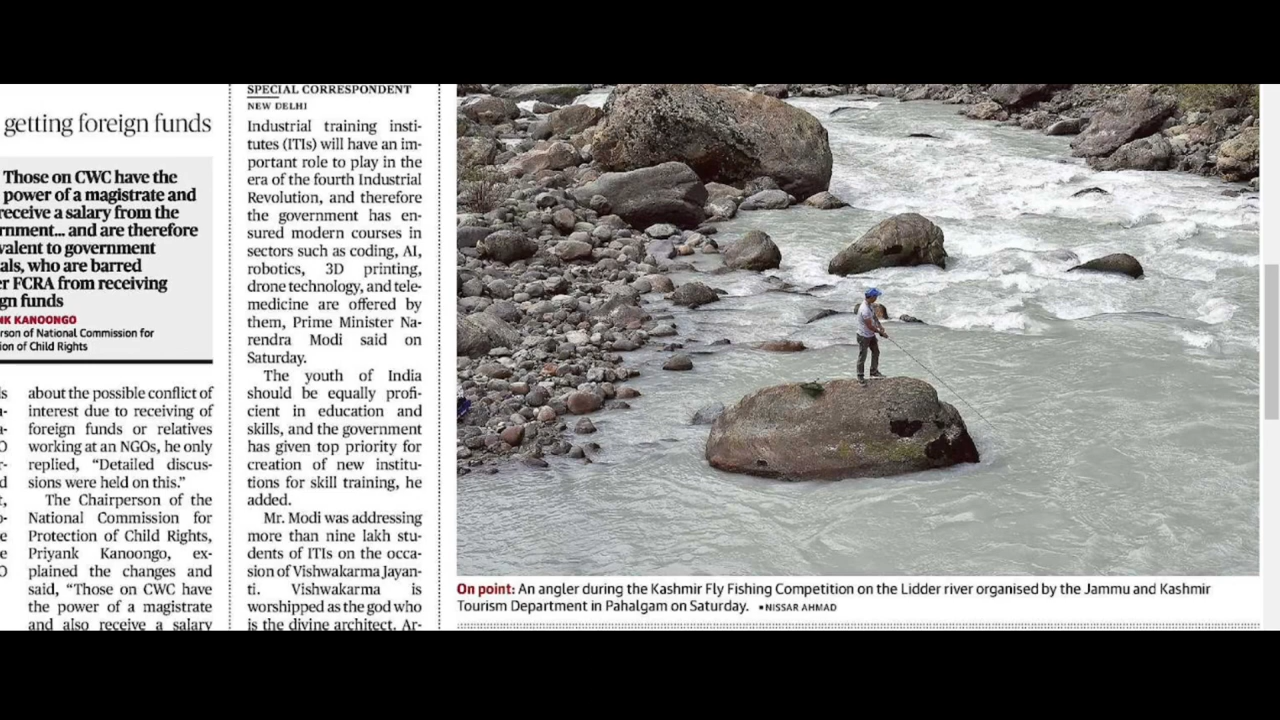 getting foreign funds
Those on CWC have the
power of a magistrate and
receive a salary from the
rnment... and are therefore
valent to government
als, who are barred
er FCRA from receiving
gn funds
NK KANOONGO
rson of National Commission for
ion of Child Rights
about the possible conflict of
interest due to receiving of
foreign funds or relatives
working at an NGOs, he only
replied, “Detailed discus-
sions were held on this.”
The Chairperson of the
National Commission for
Protection of Child Rights,
Priyank Kanoongo, ex-
plained the changes and
said, “Those on CWC have
the power of a magistrate
and also receive a salary
SPECIAL CORRESPONDENT
NEW DELHI
Industrial training insti-
tutes (ITIs) will have an im-
portant role to play in the
era of the fourth Industrial
Revolution, and therefore
the government has en-
sured modern courses in
sectors such as coding, AI,
robotics, 3D printing,
drone technology, and tele-
medicine are offered by
them, Prime Minister Na-
rendra Modi said on
Saturday.
The youth of India
should be equally profi-
cient in education and
skills, and the government
has given top priority for
creation of new institu-
tions for skill training, he
added.
Mr. Modi was addressing
more than nine lakh stu-
dents of ITIs on the occa-
sion of Vishwakarma Jayan-
ti. Vishwakarma is
worshipped as the god who
is the divine architect. Ar-
On point: An angler during the Kashmir Fly Fishing Competition on the Lidder river organised by the Jammu and Kashmir
Tourism Department in Pahalgam on Saturday. ▪ NISSAR AHMAD